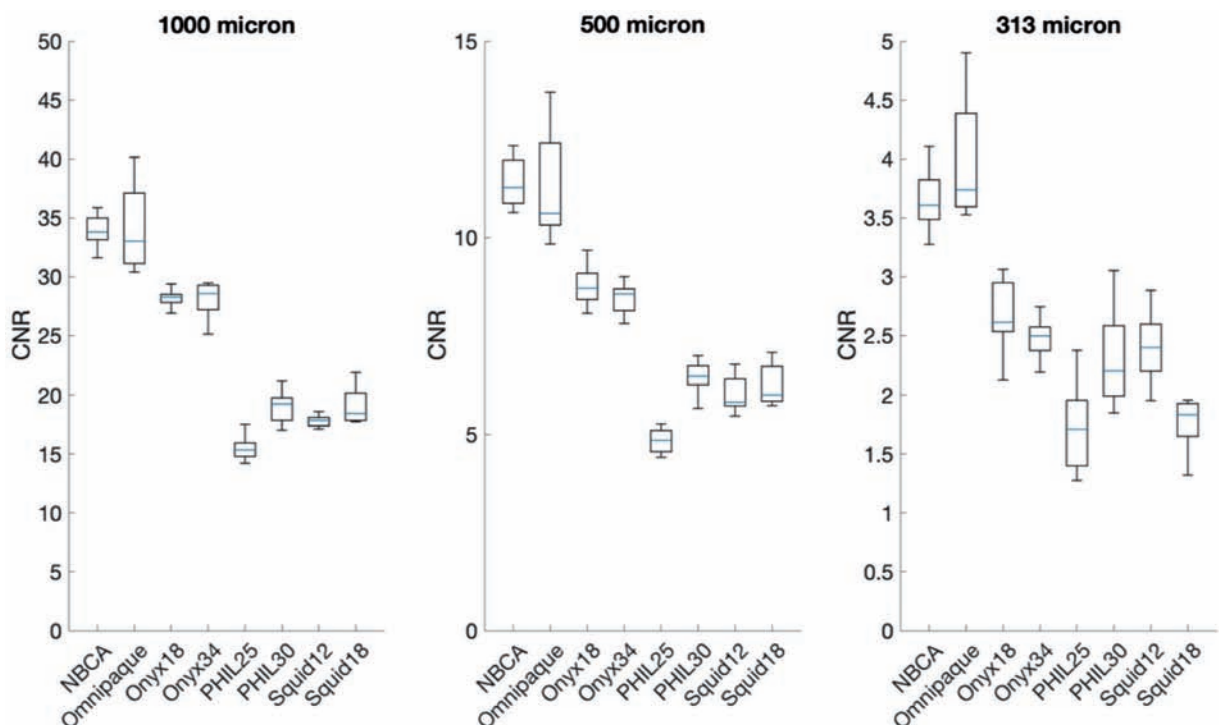 1000 micron
50
45
40
35
30
25
20
15
10
5
0
CNR
NBCA
Omnipaque
Onyx18
Onyx34
PHIL25
PHIL30
Squid12
Squid18
500 micron
15
10
5
0
CNR
NBCA
Omnipaque
Onyx18
Onyx34
PHIL25
PHIL30
Squid12
Squid18
313 micron
5
4.5
4
3.5
3
2.5
2
1.5
1
0.5
0
CNR
NBCA
Omnipaque
Onyx18
Onyx34
PHIL25
PHIL30
Squid12
Squid18